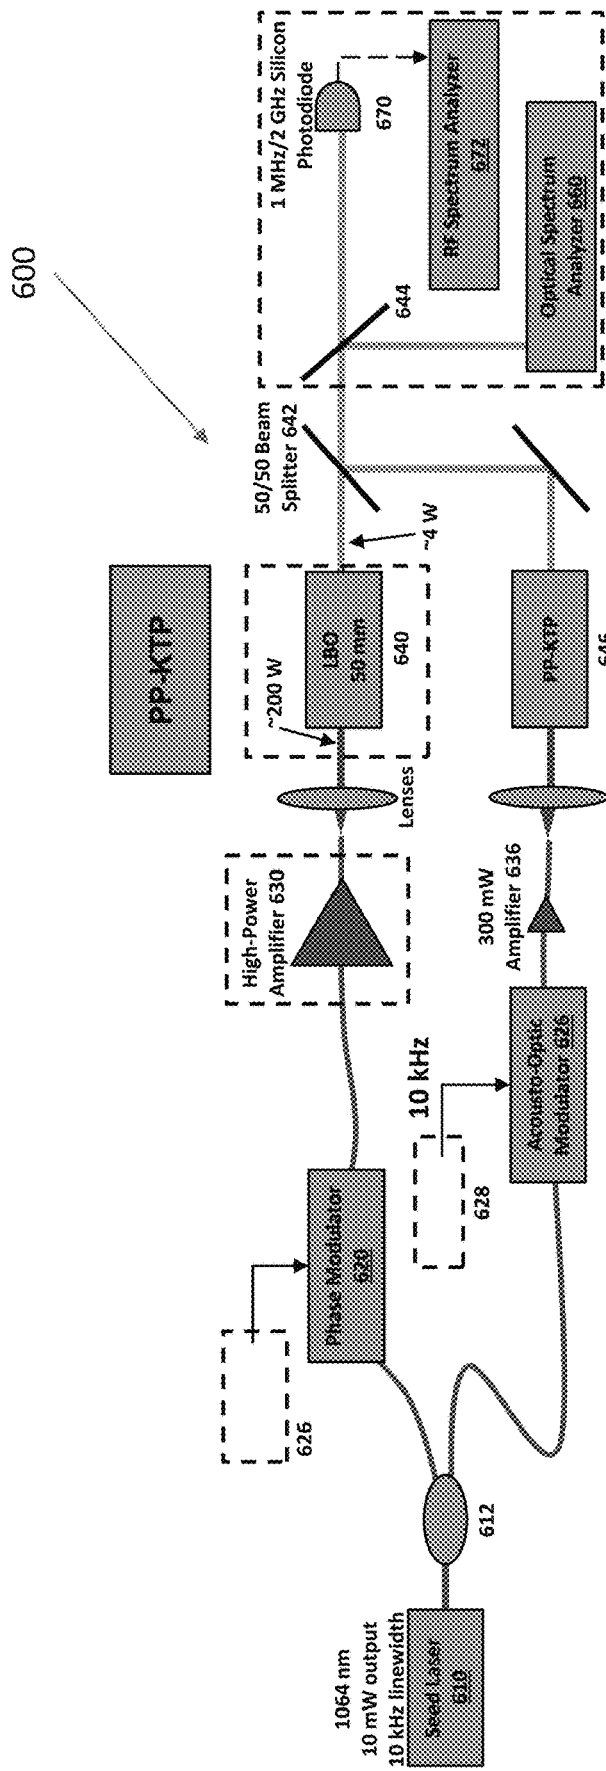 600
1064 nm
10 mW output
10 kHz linewidth
Seed Laser
610
612
626
Phase Modulator
620
High-Power
Amplifier 630
Lenses
~200 W
PP-KTP
LBO
50 mm
640
~4 W
50/50 Beam
Splitter 642
644
1 MHz/2 GHz Silicon
Photodiode
670
RF Spectrum Analyzer
672
Optical Spectrum
Analyzer 660
10 kHz
628
Acousto-Optic
Modulator 626
300 mW
Amplifier 636
PP-KTP
646